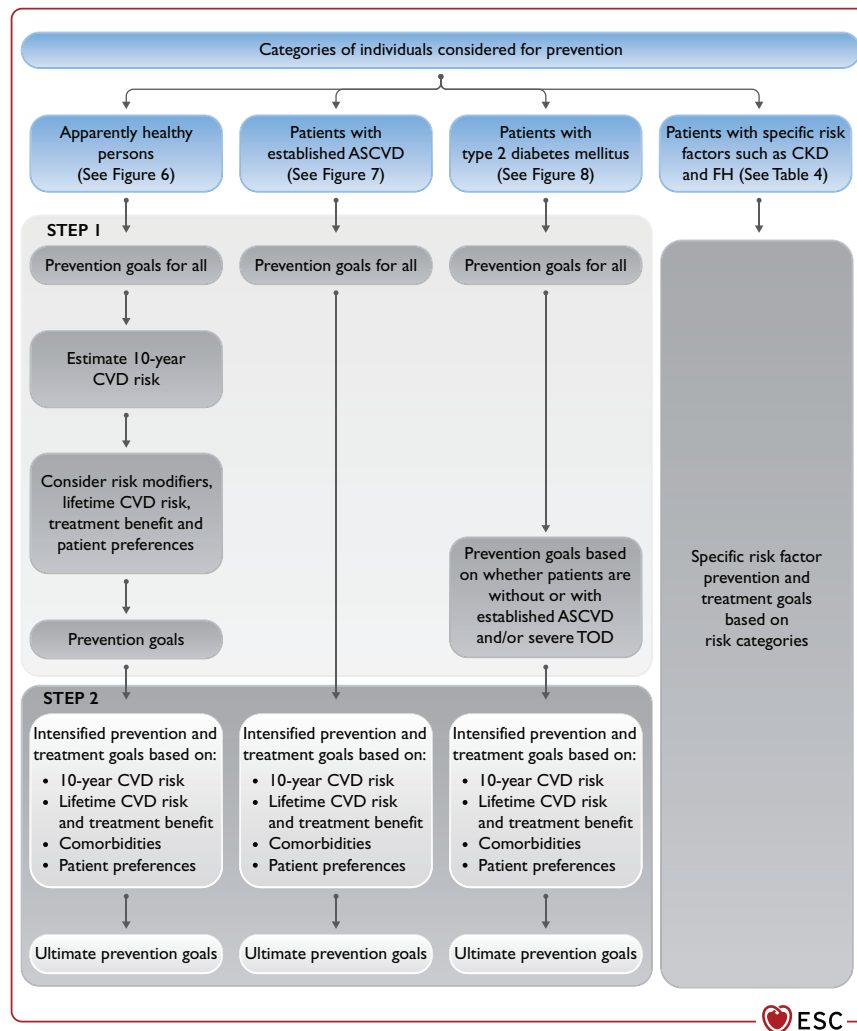 Categories of individuals considered for prevention
Apparently healthy
persons
(See Figure 6)
Patients with
established ASCVD
(See Figure 7)
Patients with
type 2 diabetes mellitus
(See Figure 8)
Patients with specific risk
factors such as CKD
and FH (See Table 4)
STEP 1
Prevention goals for all
Prevention goals for all
Prevention goals for all
Estimate 10-year
CVD risk
Consider risk modifiers,
lifetime CVD risk,
treatment benefit and
patient preferences
Prevention goals
Prevention goals based
on whether patients are
without or with
established ASCVD
and/or severe TOD
Specific risk factor
prevention and
treatment goals
based on
risk categories
STEP 2
Intensified prevention and
treatment goals based on:
• 10-year CVD risk
• Lifetime CVD risk
and treatment benefit
• Comorbidities
• Patient preferences
Intensified prevention and
treatment goals based on:
• 10-year CVD risk
• Lifetime CVD risk
and treatment benefit
• Comorbidities
• Patient preferences
Intensified prevention and
treatment goals based on:
• 10-year CVD risk
• Lifetime CVD risk
and treatment benefit
• Comorbidities
• Patient preferences
Ultimate prevention goals
Ultimate prevention goals
Ultimate prevention goals
ESC